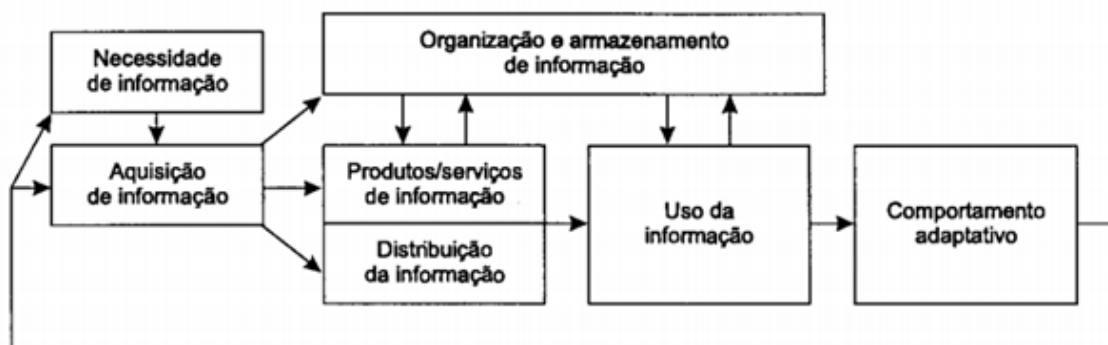 Necessidade
de informação
Organização e armazenamento
de informação
Aquisição
de informação
Produtos/serviços
de informação
Distribuição
da informação
Uso da
informação
Comportamento
adaptativo